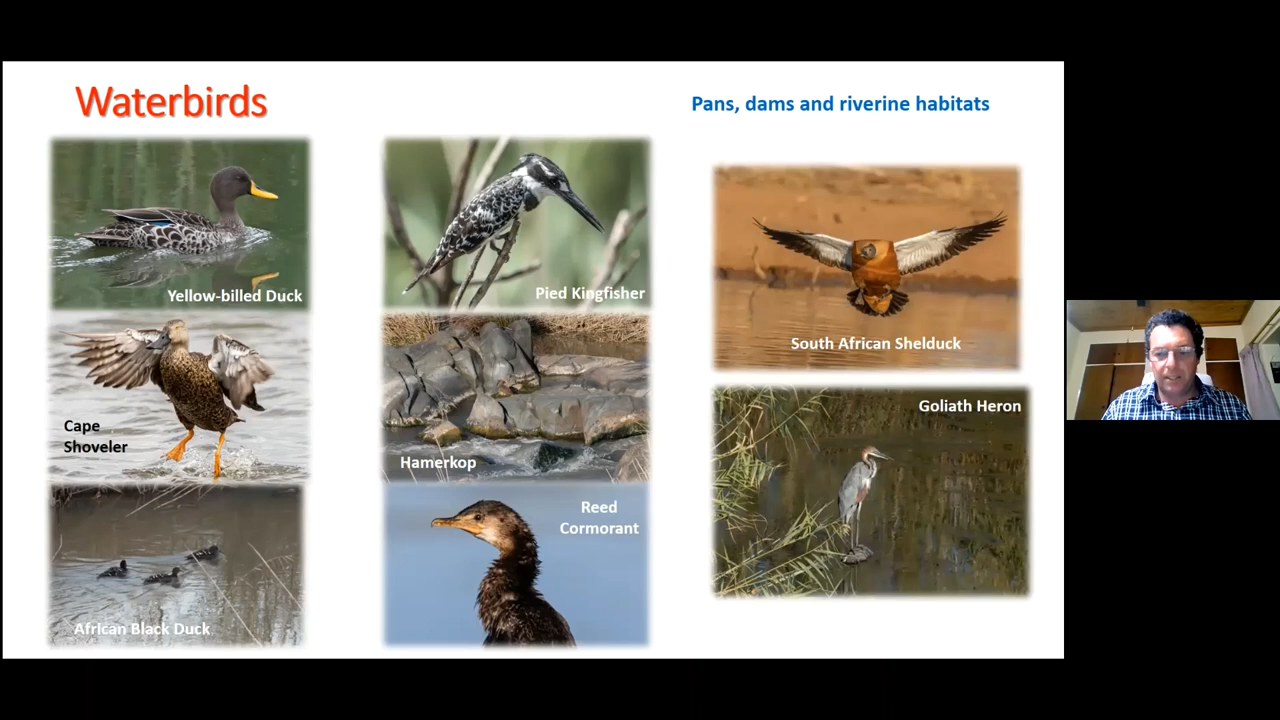 Waterbirds
Pans, dams and riverine habitats
Yellow-billed Duck
Pied Kingfisher
South African Shelduck
Cape
Shoveler
Hamerkop
Goliath Heron
African Black Duck
Reed
Cormorant